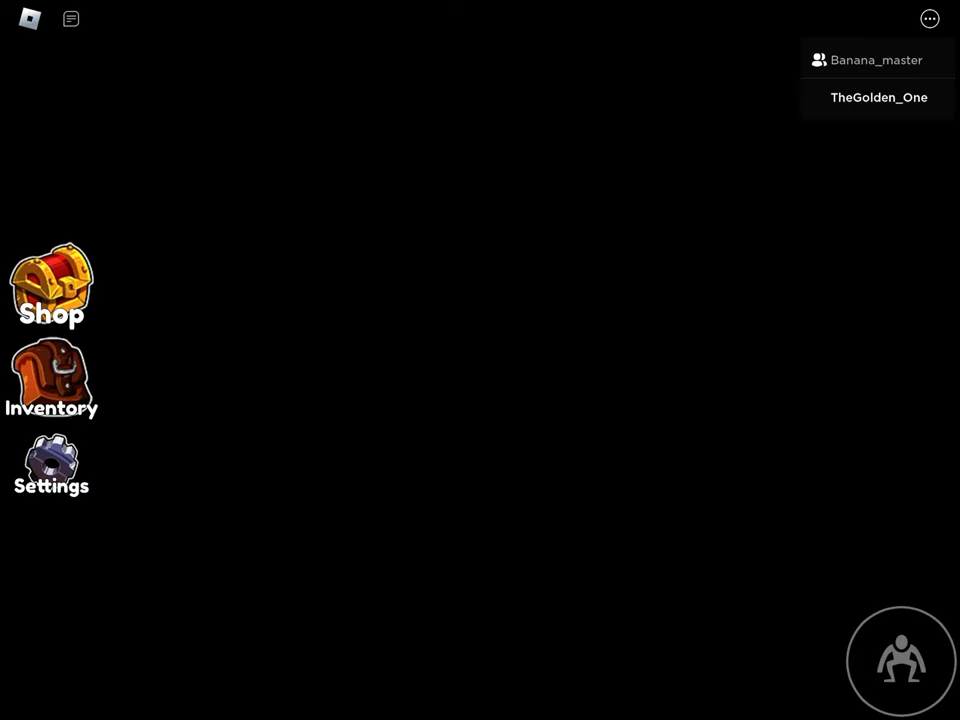 Banana_master
TheGolden_One
Shop
Inventory
Settings